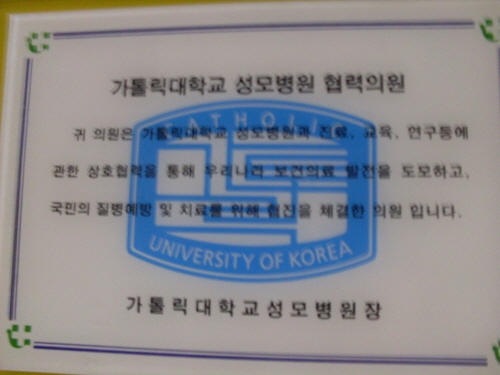 가톨릭대학교 성모병원 협력의원
CATHOLIC
귀 의원은 가톨릭대학교 성모병원과 진료, 교육, 연구등에
관한 상호협력을 통해 우리나라 보건의료 발전을 도모하고,
국민의 질병예방 및 치료를 위해 협진을 체결한 의원 입니다.
UNIVERSITY OF KOREA
가톨릭대학교성모병원장